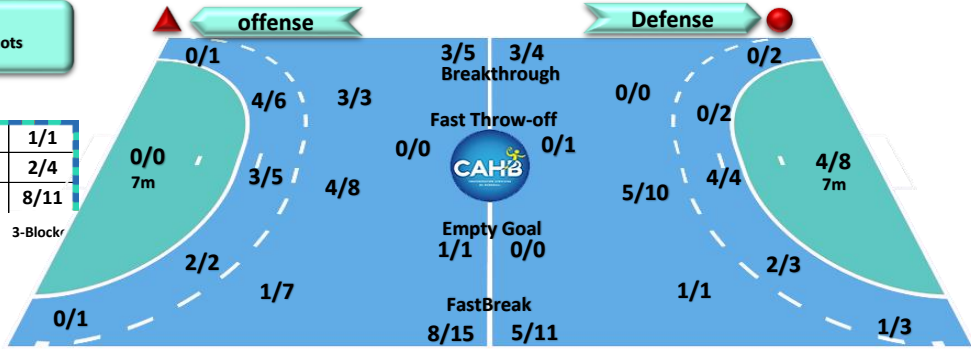 offense
Defense
ots
0/1
3/5
3/4
0/2
Breakthrough
4/6
3/3
0/0
0/2
Fast Throw-off
0/0
0/1
1/1
2/4
8/11
3-Block
0/0
7m
3/5
4/8
CAHB
5/10
4/4
4/8
7m
Empty Goal
1/1
0/0
2/2
1/7
1/1
2/3
FastBreak
0/1
8/15
5/11
1/3